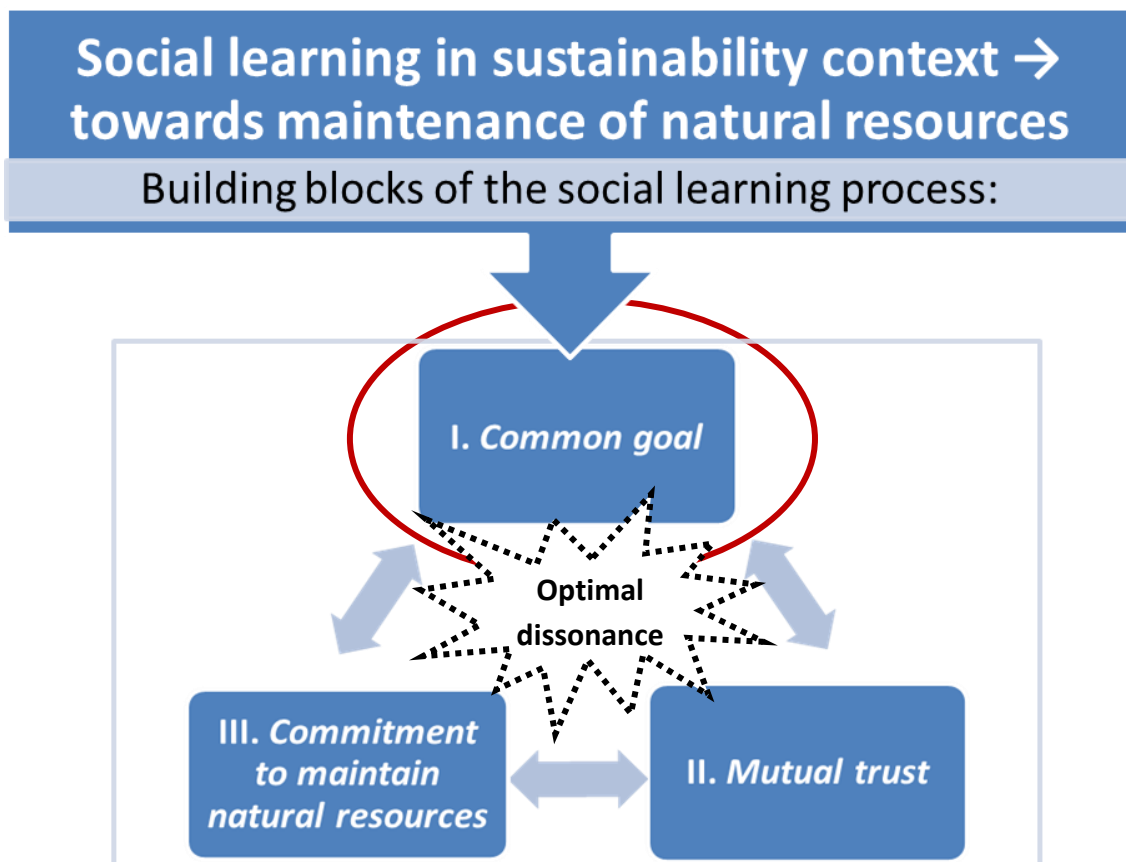 Social learning in sustainability context →
towards maintenance of natural resources
Building blocks of the social learning process:
I. Common goal
Optimal
dissonance
III. Commitment
to maintain
natural resources
II. Mutual trust